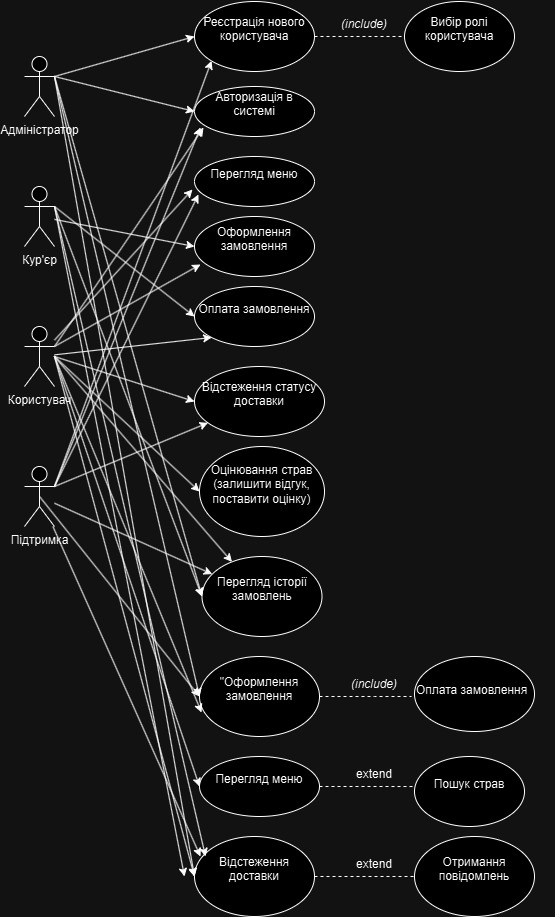 Реєстрація нового
користувача
(include)
Вибір ролі
користувача
Адміністратор
Авторизація в
системі
Перегляд меню
Кур'єр
Оформлення
замовлення
Оплата замовлення
Користувач
Відстеження статусу
доставки
Оцінювання страв
(залишити відгук,
поставити оцінку)
Підтримка
Перегляд історії
замовлень
"Оформлення
замовлення
(include)
Оплата замовлення
Перегляд меню
extend
Пошук страв
Відстеження
доставки
extend
Отримання
повідомлень